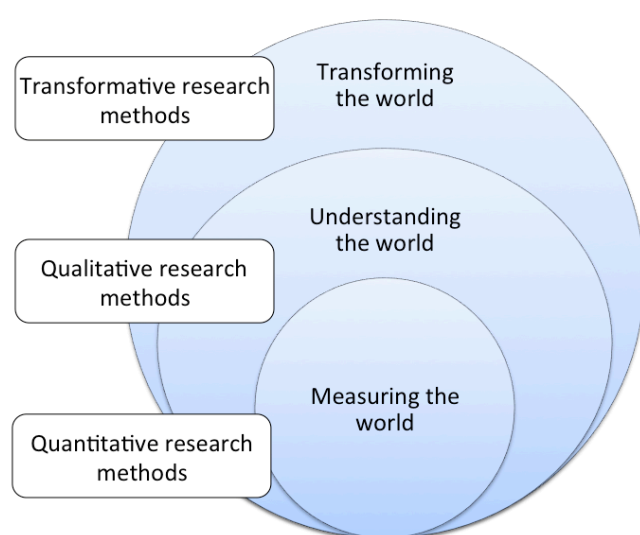 Transformative research
methods
Transforming
the world
Qualitative research
methods
Understanding
the world
Quantitative research
methods
Measuring the
world